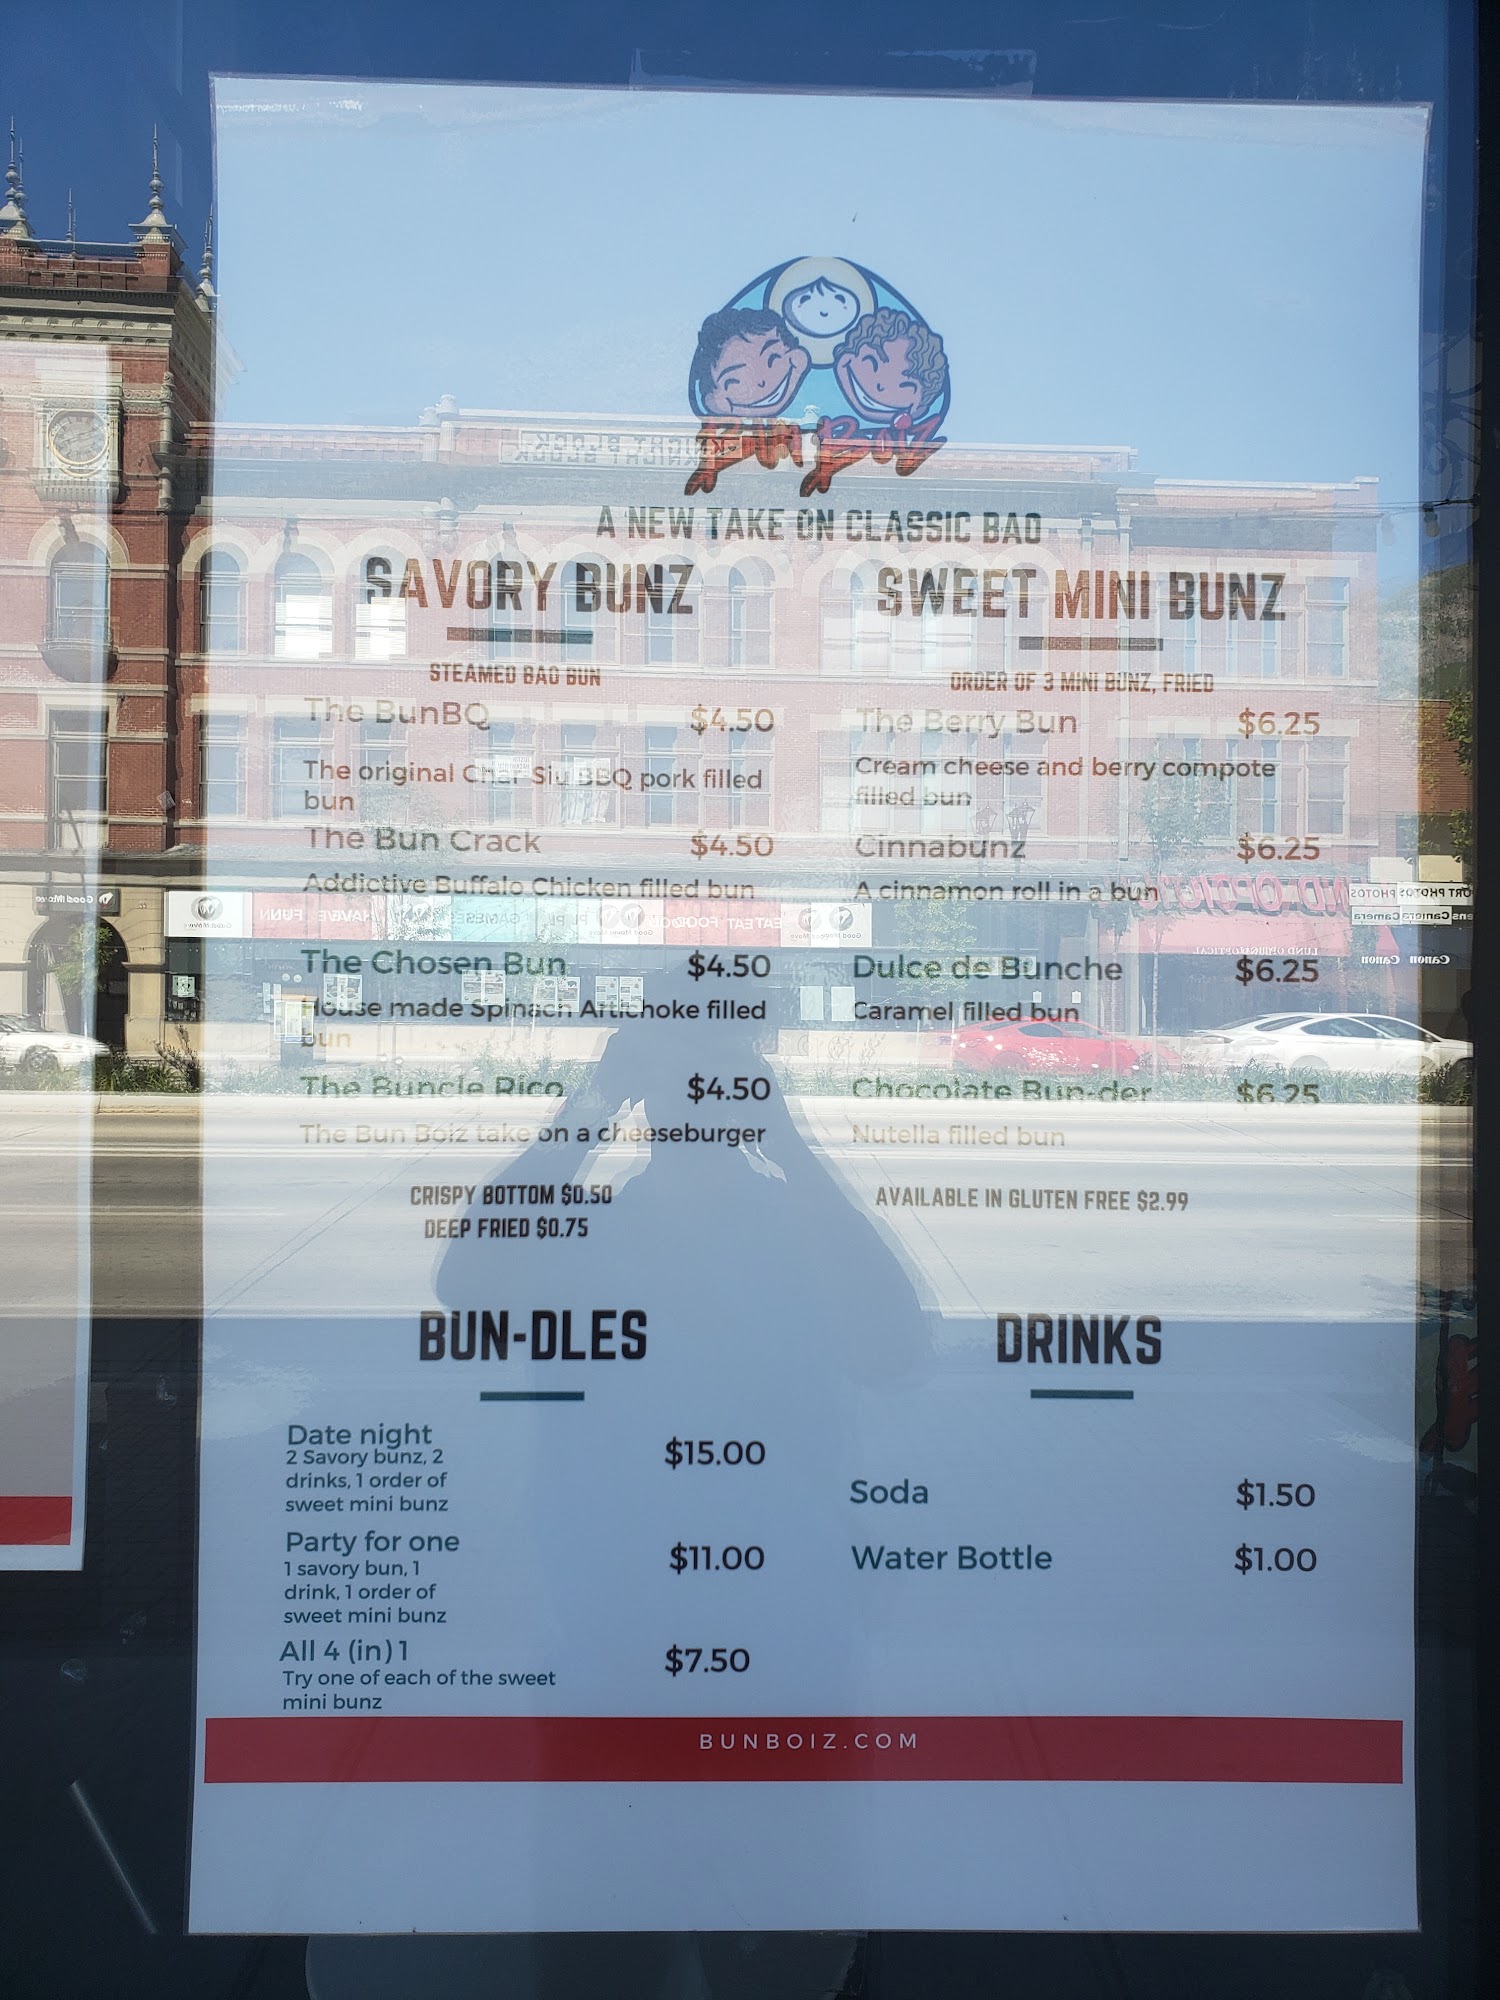 Bun Boiz
A NEW TAKE ON CLASSIC BAO
SAVORY BUNZ
STEAMED BAO BUN
The BunBQ $4.50
The original Char Siu BBQ pork filled
bun
The Bun Crack $4.50
Addictive Buffalo Chicken filled bun
The Chosen Bun $4.50
House made Spinach Artichoke filled
bun
The Buncle Rico $4.50
The Bun Boiz take on a cheeseburger
CRISPY BOTTOM $0.50
DEEP FRIED $0.75
SWEET MINI BUNZ
ORDER OF 3 MINI BUNZ, FRIED
The Berry Bun $6.25
Cream cheese and berry compote
filled bun
Cinnabunz $6.25
A cinnamon roll in a bun
Dulce de Bunche $6.25
Caramel filled bun
Chocolate Bun-der $6.25
Nutella filled bun
AVAILABLE IN GLUTEN FREE $2.99
BUN-DLES
Date night $15.00
2 Savory bunz, 2
drinks, 1 order of
sweet mini bunz
Party for one $11.00
1 savory bun, 1
drink, 1 order of
sweet mini bunz
All 4 (in) 1 $7.50
Try one of each of the sweet
mini bunz
DRINKS
Soda $1.50
Water Bottle $1.00
BUNBOIZ.COM
KNIGHT BLOCK
LUND OPTICAL
Canon Canon